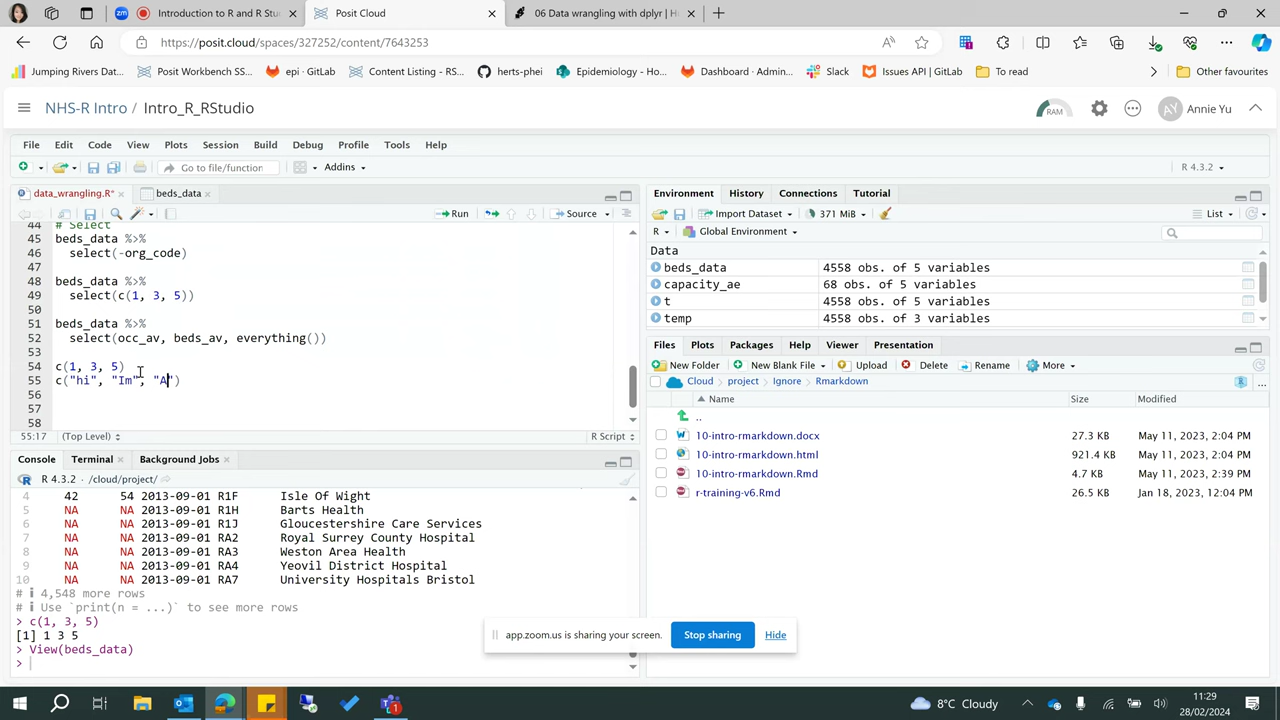 Introduction to R and R Stu
Posit Cloud
06 Data wrangling with dplyr | H
https://posit.cloud/spaces/327252/content/7643253
Jumping Rivers Dat...
Posit Workbench SS...
epi · GitLab
Content Listing - RS...
herts-phei
Epidemiology - Ho...
Dashboard · Admin...
Slack
Issues API | GitLab
To read
Other favourites
NHS-R Intro / Intro_R_RStudio
RAM
AY
Annie Yu
File Edit Code View Plots Session Build Debug Profile Tools Help
Go to file/function
Addins
R 4.3.2
data_wrangling.R*
beds_data
Run
Source
44 # Select
45 beds_data %>%
46 select(-org_code)
47
48 beds_data %>%
49 select(c(1, 3, 5))
50
51 beds_data %>%
52 select(occ_av, beds_av, everything())
53
54 c(1, 3, 5)
55 c("hi", "Im", "A")
56
57
58
55:17 (Top Level) R Script
Console Terminal Background Jobs
R 4.3.2 · /cloud/project/
4 42 54 2013-09-01 R1F Isle Of Wight
5 NA NA 2013-09-01 R1H Barts Health
6 NA NA 2013-09-01 R1J Gloucestershire Care Services
7 NA NA 2013-09-01 RA2 Royal Surrey County Hospital
8 NA NA 2013-09-01 RA3 Weston Area Health
9 NA NA 2013-09-01 RA4 Yeovil District Hospital
10 NA NA 2013-09-01 RA7 University Hospitals Bristol
# ℹ 4,548 more rows
# ℹ Use `print(n = ...)` to see more rows
> c(1, 3, 5)
[1] 1 3 5
> View(beds_data)
>
Environment History Connections Tutorial
Import Dataset
371 MiB
List
R
Global Environment
Data
beds_data 4558 obs. of 5 variables
capacity_ae 68 obs. of 5 variables
t 4558 obs. of 5 variables
temp 4558 obs. of 3 variables
Files Plots Packages Help Viewer Presentation
New Folder New Blank File Upload Delete Rename More
Cloud project Ignore Rmarkdown
Name Size Modified
..
10-intro-rmarkdown.docx 27.3 KB May 11, 2023, 2:04 PM
10-intro-rmarkdown.html 921.4 KB May 11, 2023, 2:04 PM
10-intro-rmarkdown.Rmd 4.7 KB May 11, 2023, 2:39 PM
r-training-v6.Rmd 26.5 KB Jan 18, 2023, 12:04 PM
app.zoom.us is sharing your screen.
Stop sharing
Hide
8°C Cloudy
11:29
28/02/2024